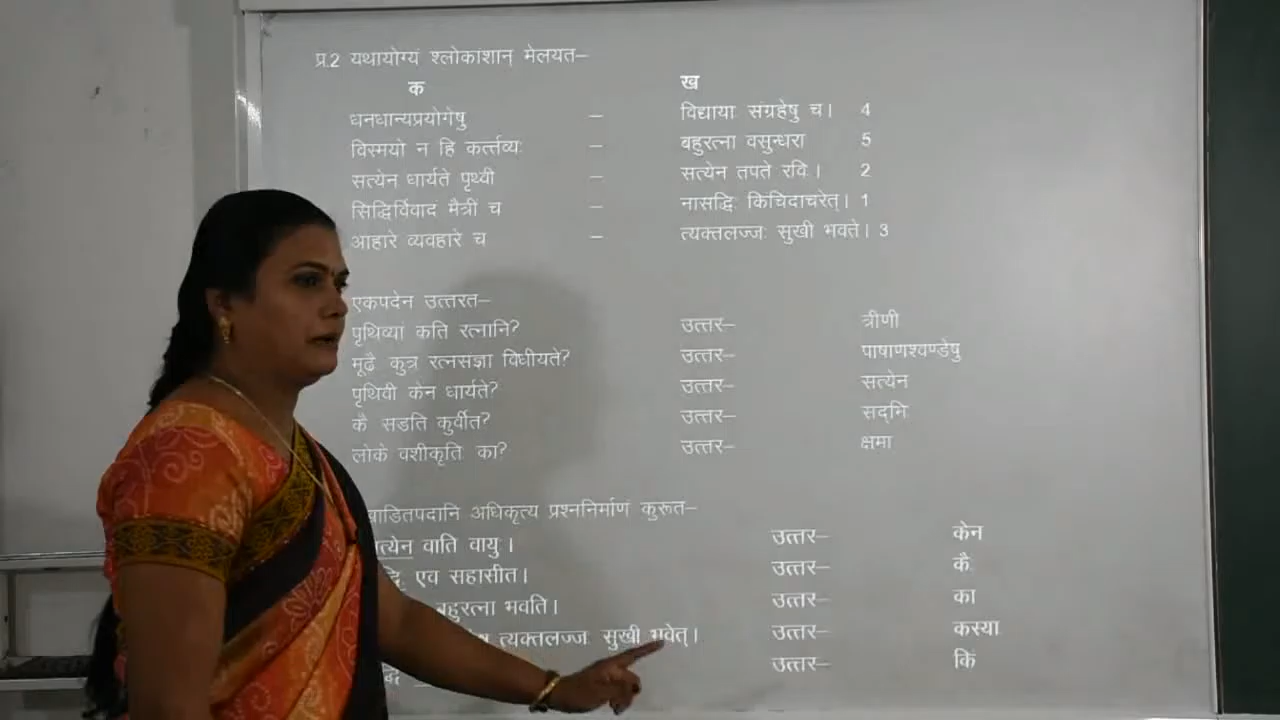 प्र.2 यथायोग्यं श्लोकाशान् मेलयत–
क ख
धनधान्यप्रयोगेषु – विद्यायाः संग्रहेषु च। 4
विस्मयो न हि कर्त्तव्यः – बहुरत्ना वसुन्धरा 5
सत्येन धार्यते पृथ्वी – सत्येन तपते रविः। 2
सिद्भिर्विवादं मैत्रीं च – नासद्भिः किंचिदाचरेत्। 1
आहारे व्यवहारे च – त्यक्तलज्जः सुखी भवते। 3
एकपदेन उत्तरत–
पृथिव्यां कति रत्नानि? उत्तर– त्रीणी
मूढैः कुत्र रत्नसंज्ञा विधीयते? उत्तर– पाषाणश्वण्डेषु
पृथिवी केन धार्यते? उत्तर– सत्येन
कै सडति कुर्वीत? उत्तर– सद्नि
लोके वशीकृतिः का? उत्तर– क्षमा
अधिकृत्य प्रश्ननिर्माणं कुरूत–
वाति वायु। उत्तर– केन
एव सहासीत। उत्तर– कै
बहुरत्ना भवति। उत्तर– का
त्यक्तलज्जः सुखी भवेत्। उत्तर– कस्या
उत्तर– किं